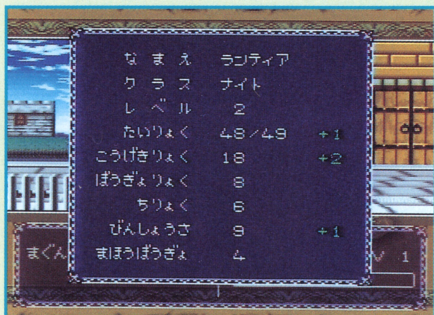 なまえ ランティア
クラス ナイト
レベル 2
たいりょく 48/48 +1
こうげきりょく 18 +2
ぼうぎょりょく 8
ちりょく 6
びんしょうさ 9 +1
まほうぼうぎょ 4
まぐん
1